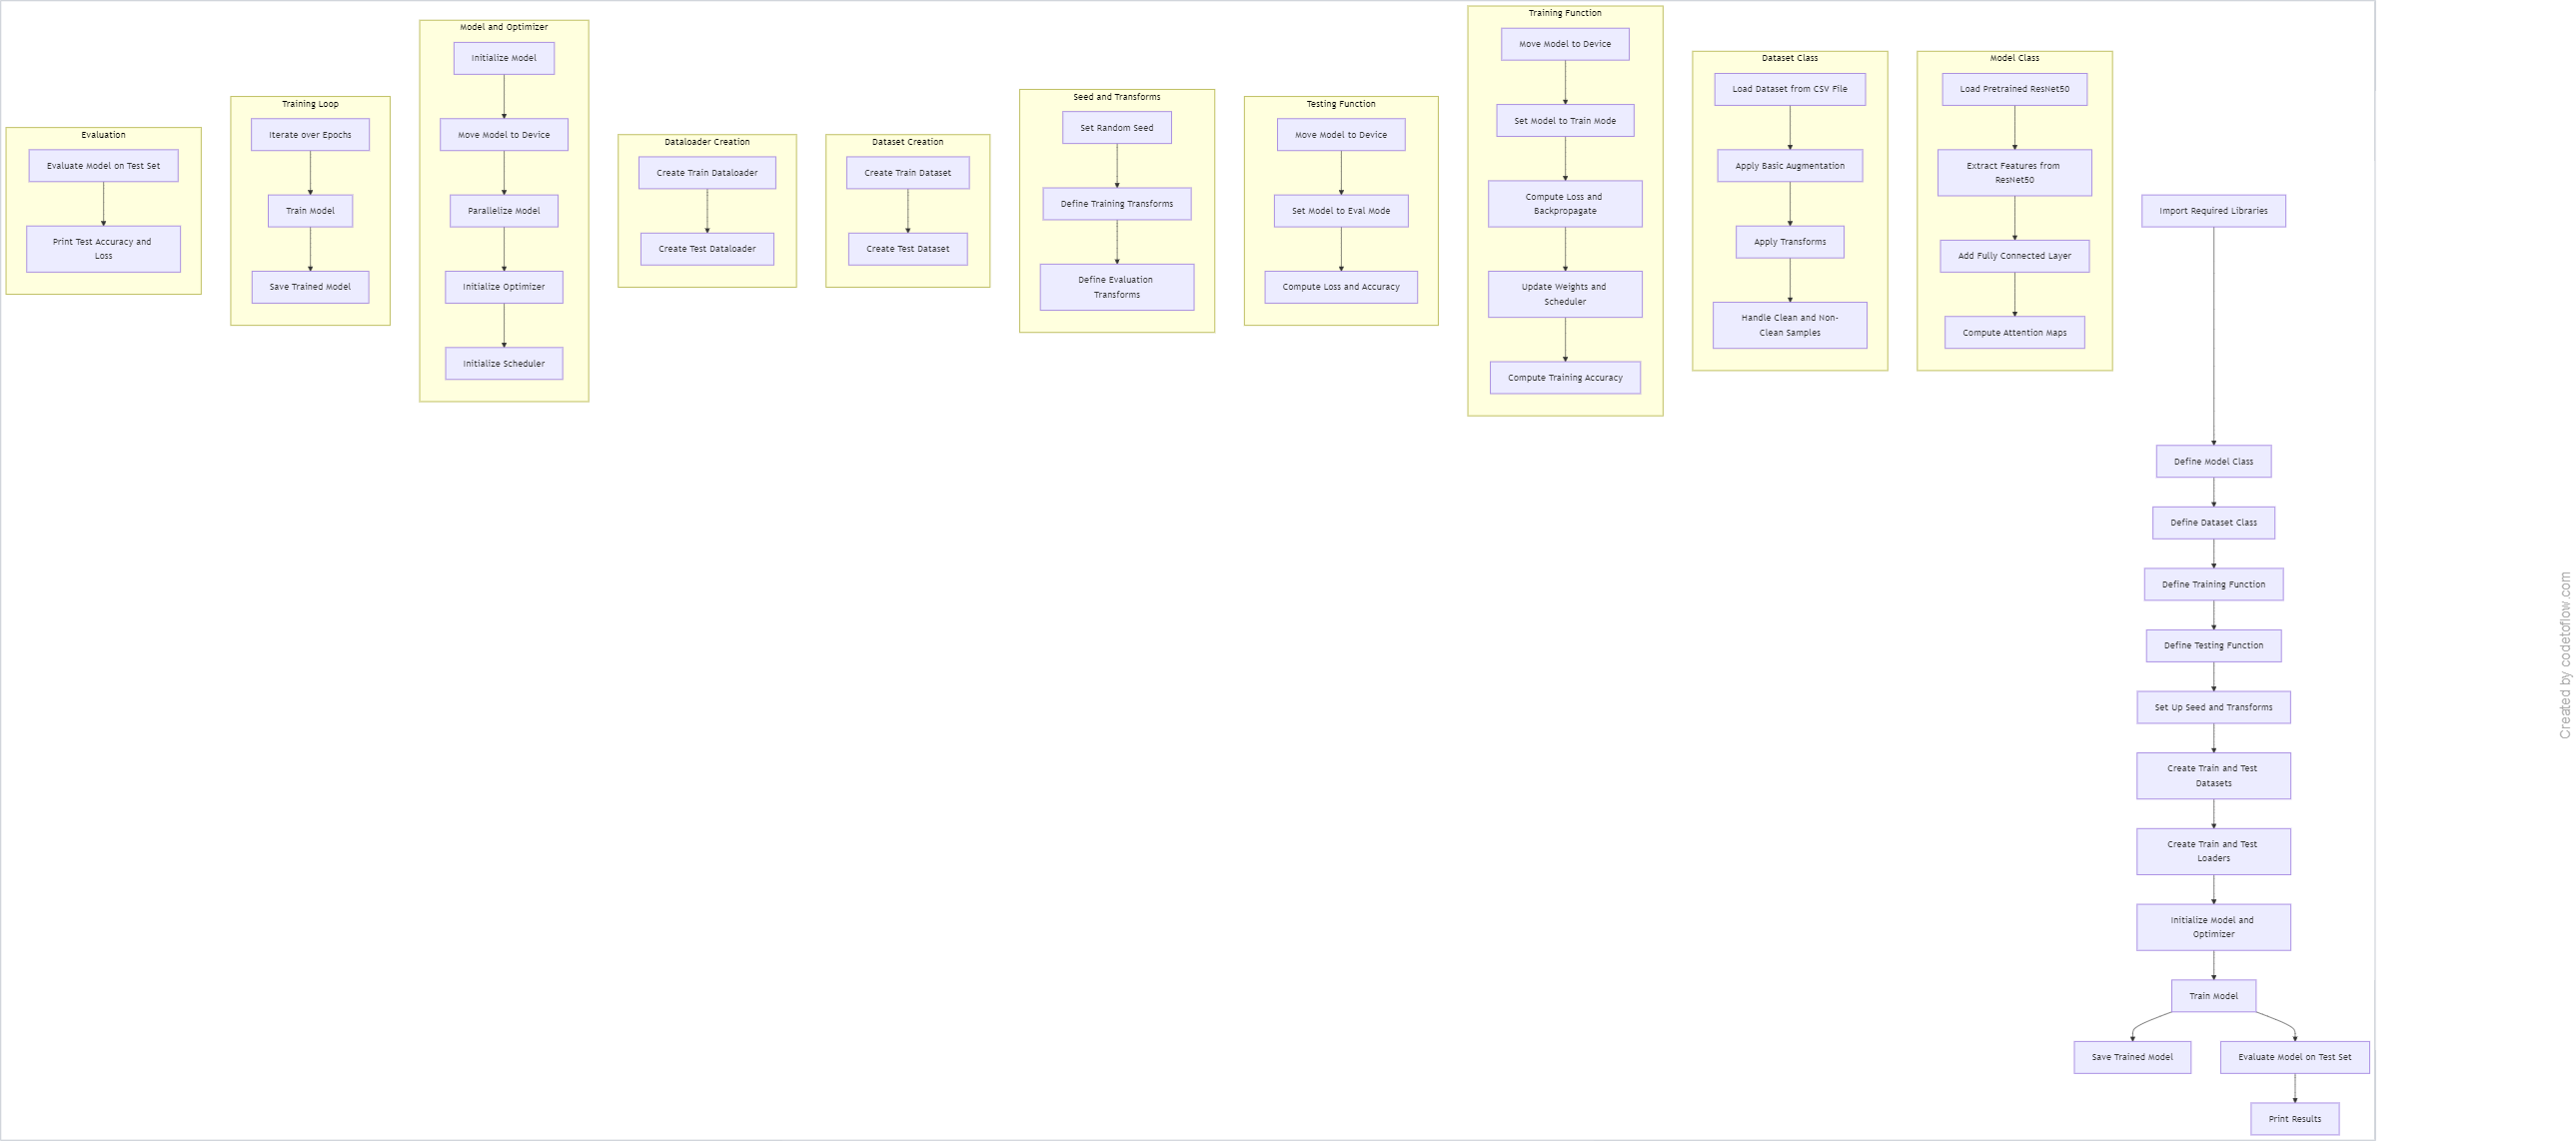 Evaluation
Evaluate Model on Test Set
Print Test Accuracy and
Loss
Training Loop
Iterate over Epochs
Train Model
Save Trained Model
Model and Optimizer
Initialize Model
Move Model to Device
Parallelize Model
Initialize Optimizer
Initialize Scheduler
Dataloader Creation
Create Train Dataloader
Create Test Dataloader
Dataset Creation
Create Train Dataset
Create Test Dataset
Seed and Transforms
Set Random Seed
Define Training Transforms
Define Evaluation
Transforms
Testing Function
Move Model to Device
Set Model to Eval Mode
Compute Loss and Accuracy
Training Function
Move Model to Device
Set Model to Train Mode
Compute Loss and
Backpropagate
Update Weights and
Scheduler
Compute Training Accuracy
Dataset Class
Load Dataset from CSV File
Apply Basic Augmentation
Apply Transforms
Handle Clean and Non-
Clean Samples
Model Class
Load Pretrained ResNet50
Extract Features from
ResNet50
Add Fully Connected Layer
Compute Attention Maps
Import Required Libraries
Define Model Class
Define Dataset Class
Define Training Function
Define Testing Function
Set Up Seed and Transforms
Create Train and Test
Datasets
Create Train and Test
Loaders
Initialize Model and
Optimizer
Train Model
Save Trained Model
Evaluate Model on Test Set
Print Results
Created by codetoflow.com